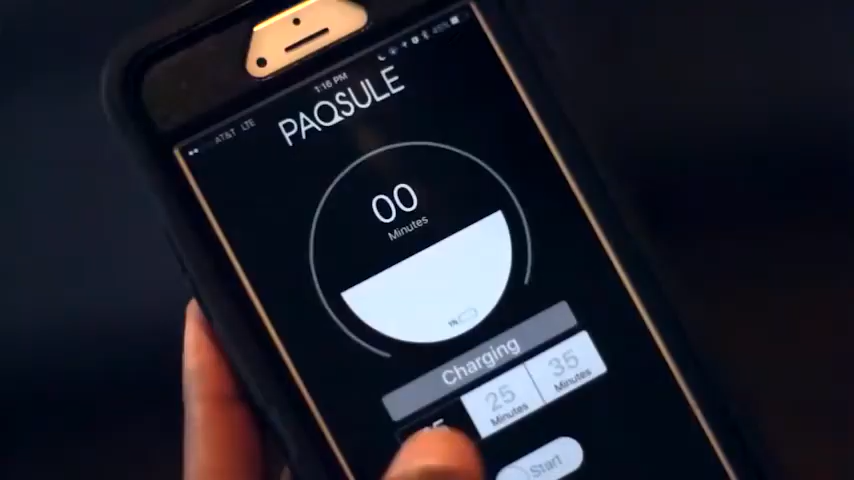 1:16 PM
AT&T LTE
PAQSULE
00
Minutes
Charging
25
Minutes
35
Minutes
Start